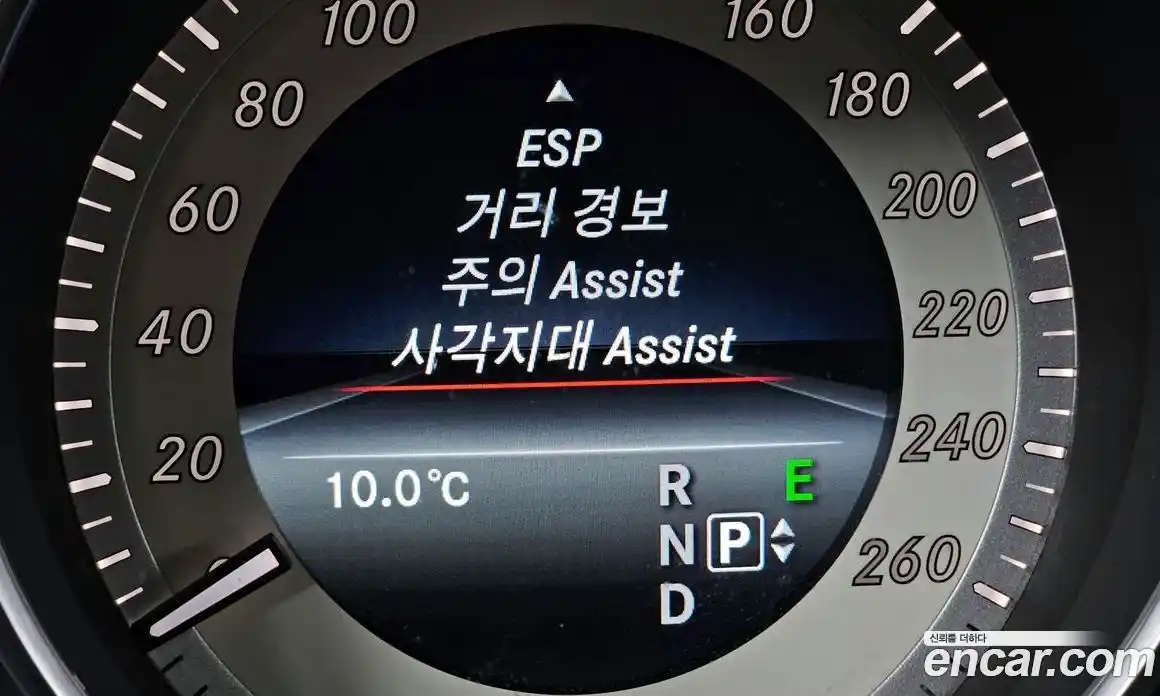 100
160
80
180
ESP
60
거리 경보
200
주의 Assist
40
사각지대 Assist
220
240
20
10.0°C
R
E
N P
260
D
신뢰를 더하다
encar.com